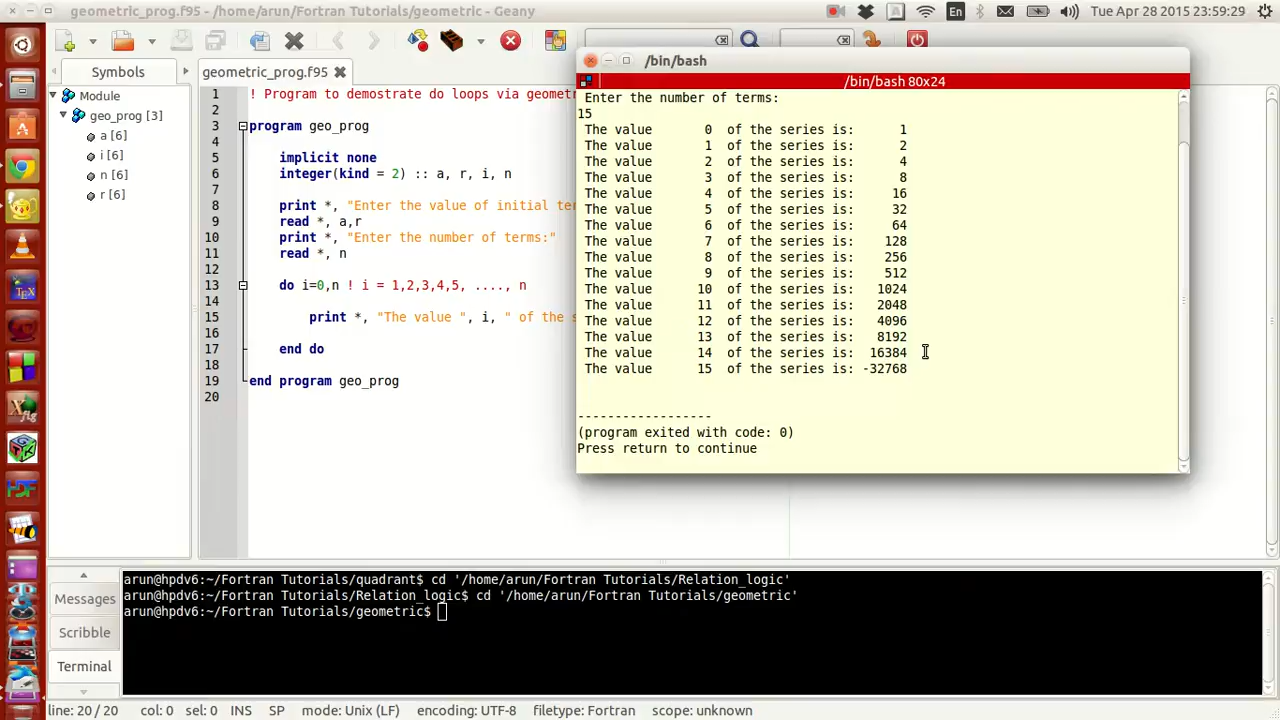 geometric_prog.f95 - /home/arun/Fortran Tutorials/geometric - Geany
En
Tue Apr 28 2015 23:59:29
Symbols
geometric_prog.f95
Module
geo_prog [3]
a [6]
i [6]
n [6]
r [6]
1 ! Program to demostrate do loops via geomet
2
3 program geo_prog
4
5 implicit none
6 integer(kind = 2) :: a, r, i, n
7
8 print *, "Enter the value of initial te
9 read *, a,r
10 print *, "Enter the number of terms:"
11 read *, n
12
13 do i=0,n ! i = 1,2,3,4,5, ...., n
14
15 print *, "The value ", i, " of the s
16
17 end do
18
19 end program geo_prog
20
/bin/bash
/bin/bash 80x24
Enter the number of terms:
15
The value 0 of the series is: 1
The value 1 of the series is: 2
The value 2 of the series is: 4
The value 3 of the series is: 8
The value 4 of the series is: 16
The value 5 of the series is: 32
The value 6 of the series is: 64
The value 7 of the series is: 128
The value 8 of the series is: 256
The value 9 of the series is: 512
The value 10 of the series is: 1024
The value 11 of the series is: 2048
The value 12 of the series is: 4096
The value 13 of the series is: 8192
The value 14 of the series is: 16384
The value 15 of the series is: -32768
------------------
(program exited with code: 0)
Press return to continue
Messages
Scribble
Terminal
arun@hpdv6:~/Fortran Tutorials/quadrant$ cd '/home/arun/Fortran Tutorials/Relation_logic'
arun@hpdv6:~/Fortran Tutorials/Relation_logic$ cd '/home/arun/Fortran Tutorials/geometric'
arun@hpdv6:~/Fortran Tutorials/geometric$
line: 20 / 20 col: 0 sel: 0 INS SP mode: Unix (LF) encoding: UTF-8 filetype: Fortran scope: unknown